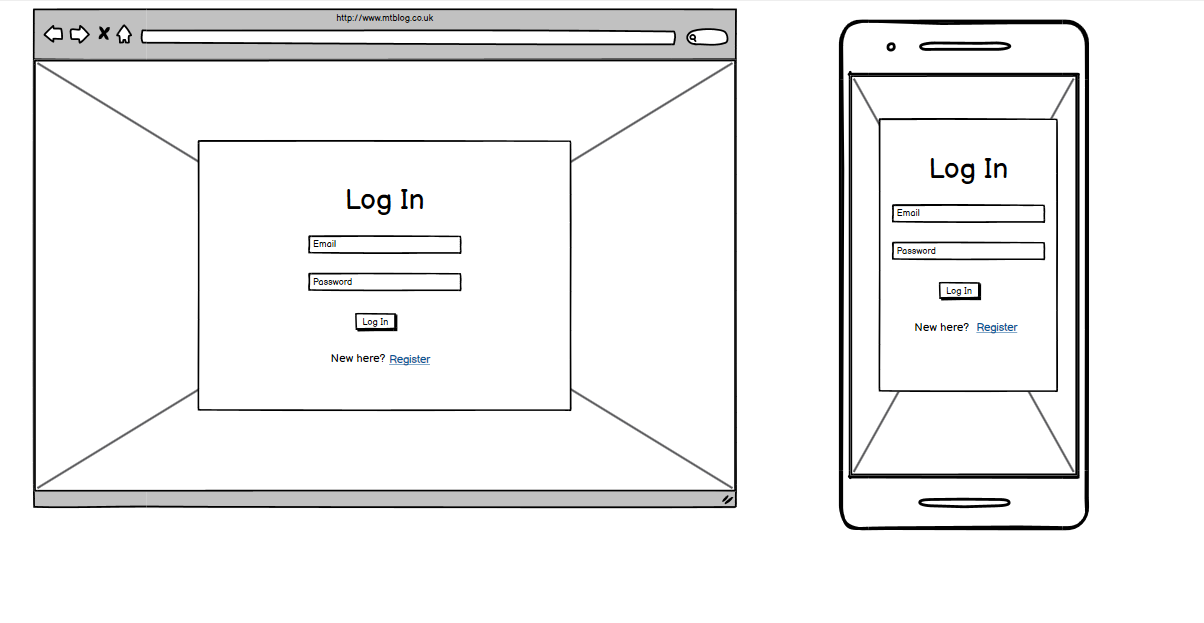 http://www.mtblog.co.uk
Log In
Email
Password
Log In
New here? Register
Log In
Email
Password
Log In
New here? Register